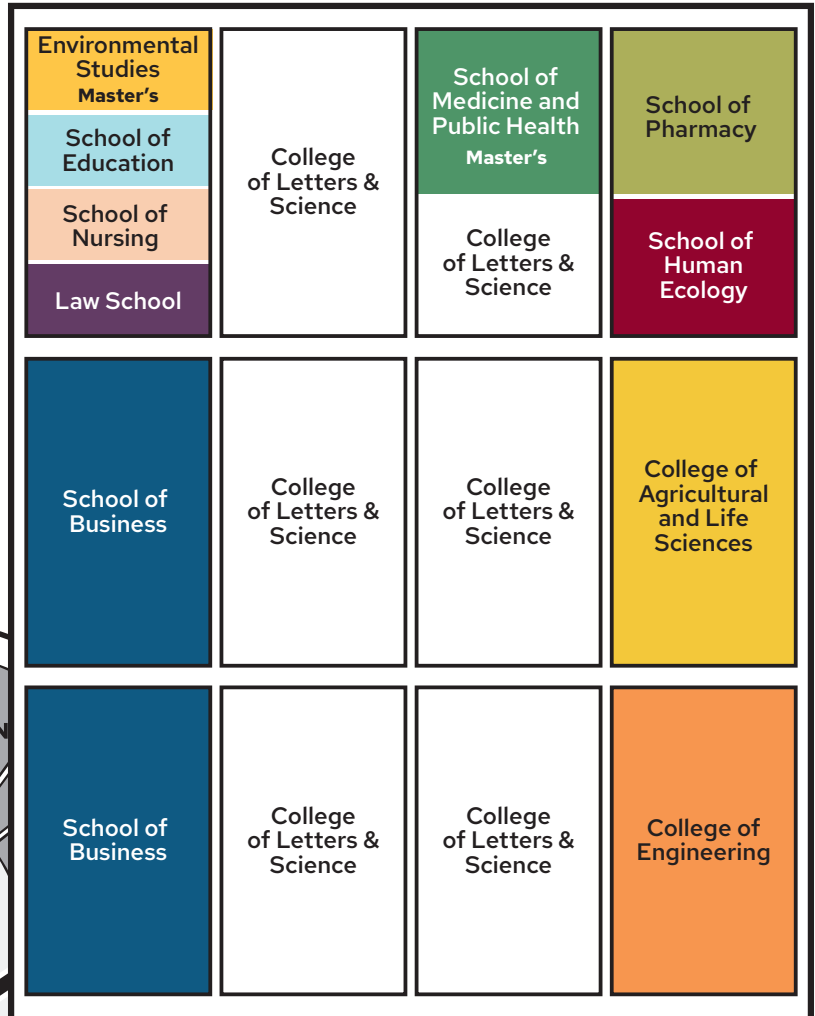 Environmental
Studies
Master's
School of
Education
School of
Nursing
Law School
College
of Letters &
Science
School of
Medicine and
Public Health
Master's
College
of Letters &
Science
School of
Pharmacy
School of
Human
Ecology
School of
Business
College
of Letters &
Science
College
of Letters &
Science
College of
Agricultural
and Life
Sciences
School of
Business
College
of Letters &
Science
College
of Letters &
Science
College of
Engineering